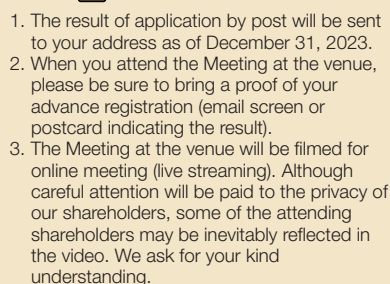 1. The result of application by post will be sent
to your address as of December 31, 2023.
2. When you attend the Meeting at the venue,
please be sure to bring a proof of your
advance registration (email screen or
postcard indicating the result).
3. The Meeting at the venue will be filmed for
online meeting (live streaming). Although
careful attention will be paid to the privacy of
our shareholders, some of the attending
shareholders may be inevitably reflected in
the video. We ask for your kind
understanding.